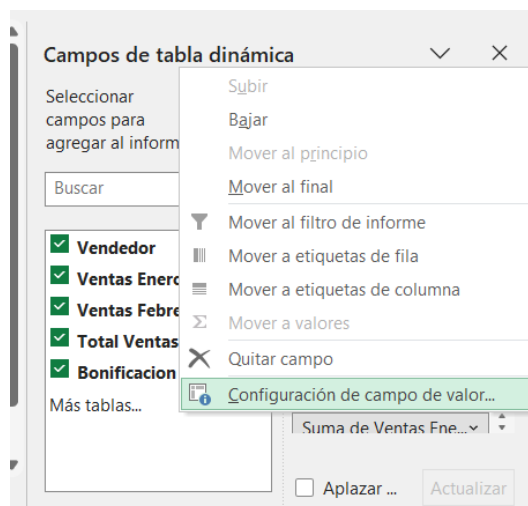 Campos de tabla dinámica
Seleccionar
campos para
agregar al inform
Buscar
Vendedor
Ventas Enero
Ventas Febre
Total Ventas
Bonificacion
Más tablas...
Subir
Bajar
Mover al principio
Mover al final
Mover al filtro de informe
Mover a etiquetas de fila
Mover a etiquetas de columna
Mover a valores
Quitar campo
Configuración de campo de valor...
Suma de Ventas Ene...
Aplazar ...
Actualizar